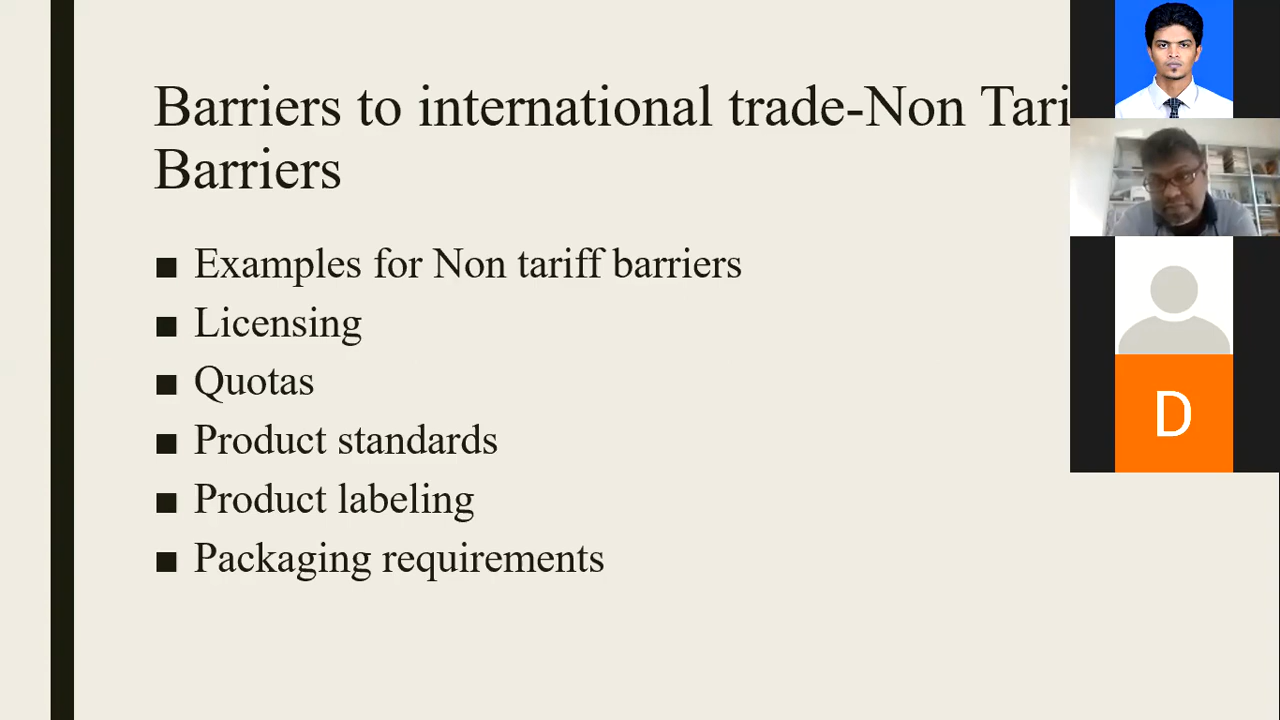 Barriers to international trade-Non Tari
Barriers
Examples for Non tariff barriers
Licensing
Quotas
Product standards
Product labeling
Packaging requirements
D